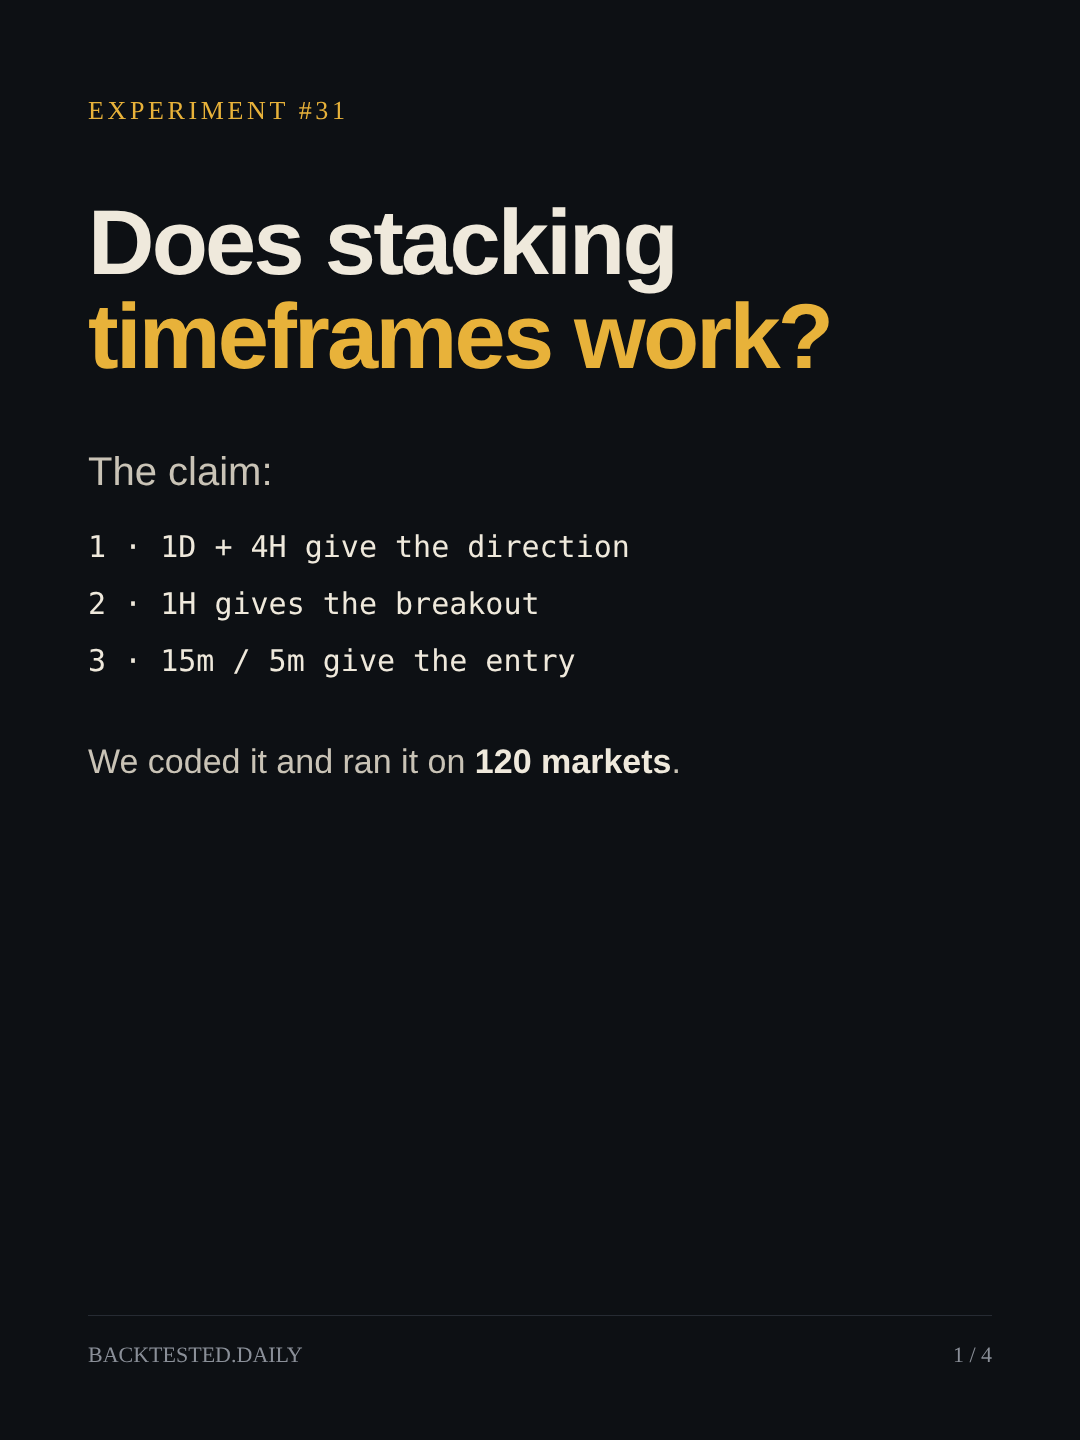 EXPERIMENT #31
Does stacking
timeframes work?
The claim:
1 · 1D + 4H give the direction
2 · 1H gives the breakout
3 · 15m / 5m give the entry
We coded it and ran it on 120 markets.
BACKTESTED.DAILY
1 / 4